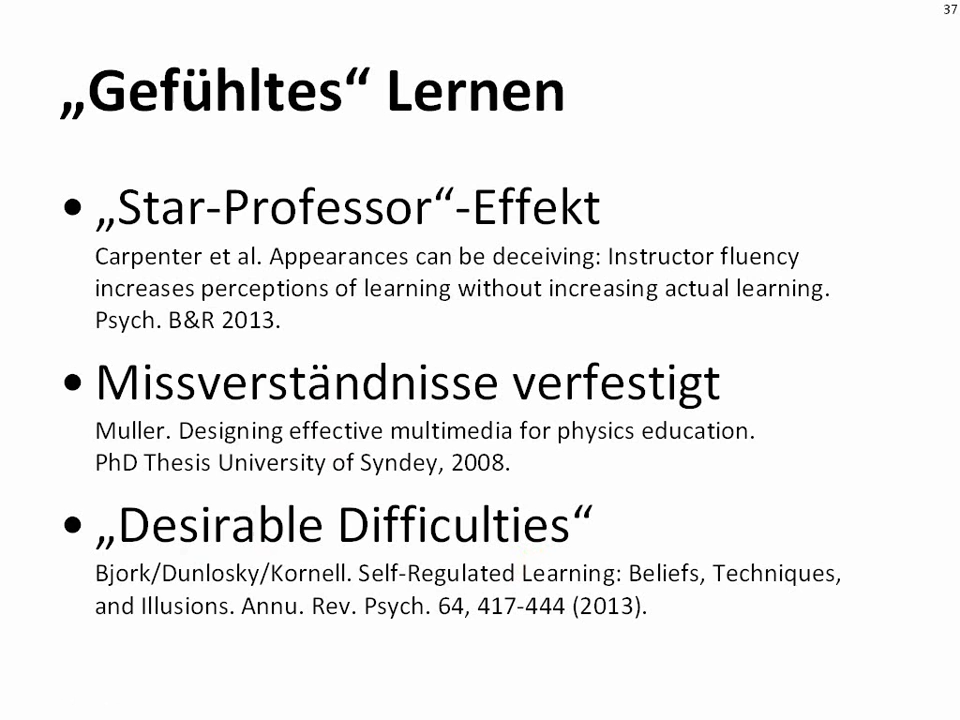 37
„Gefühltes“ Lernen
• „Star-Professor“-Effekt
Carpenter et al. Appearances can be deceiving: Instructor fluency
increases perceptions of learning without increasing actual learning.
Psych. B&R 2013.
• Missverständnisse verfestigt
Muller. Designing effective multimedia for physics education.
PhD Thesis University of Syndey, 2008.
• „Desirable Difficulties“
Bjork/Dunlosky/Kornell. Self-Regulated Learning: Beliefs, Techniques,
and Illusions. Annu. Rev. Psych. 64, 417-444 (2013).